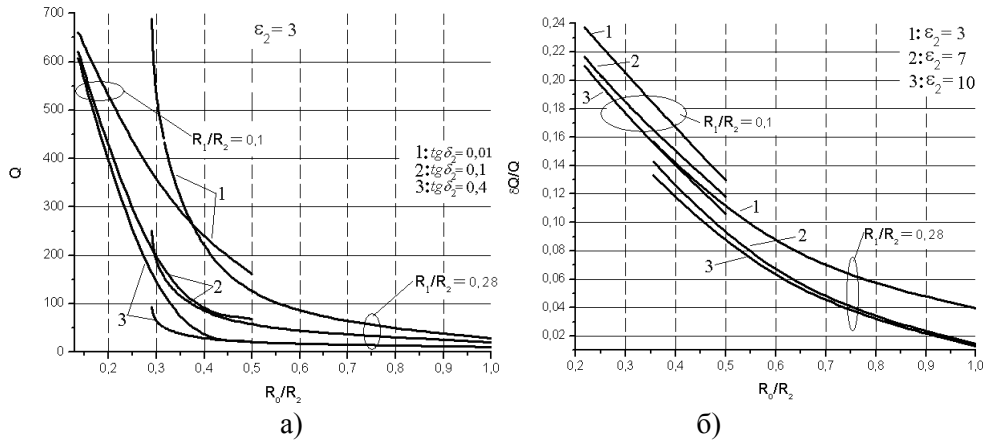 700
600
500
400
300
200
100
0
Q
0,2 0,3 0,4 0,5 0,6 0,7 0,8 0,9 1,0
R₀/R₂
ε₂= 3
R₁/R₂= 0,1
1
1: tgδ₂= 0,01
2: tgδ₂= 0,1
3: tgδ₂= 0,4
2
3
R₁/R₂= 0,28
а)
0,24
0,22
0,20
0,18
0,16
0,14
0,12
0,10
0,08
0,06
0,04
0,02
δQ/Q
0,2 0,3 0,4 0,5 0,6 0,7 0,8 0,9 1,0
R₀/R₂
1
2
3
1: ε₂= 3
2: ε₂= 7
3: ε₂= 10
R₁/R₂= 0,1
1
2
3
R₁/R₂= 0,28
б)